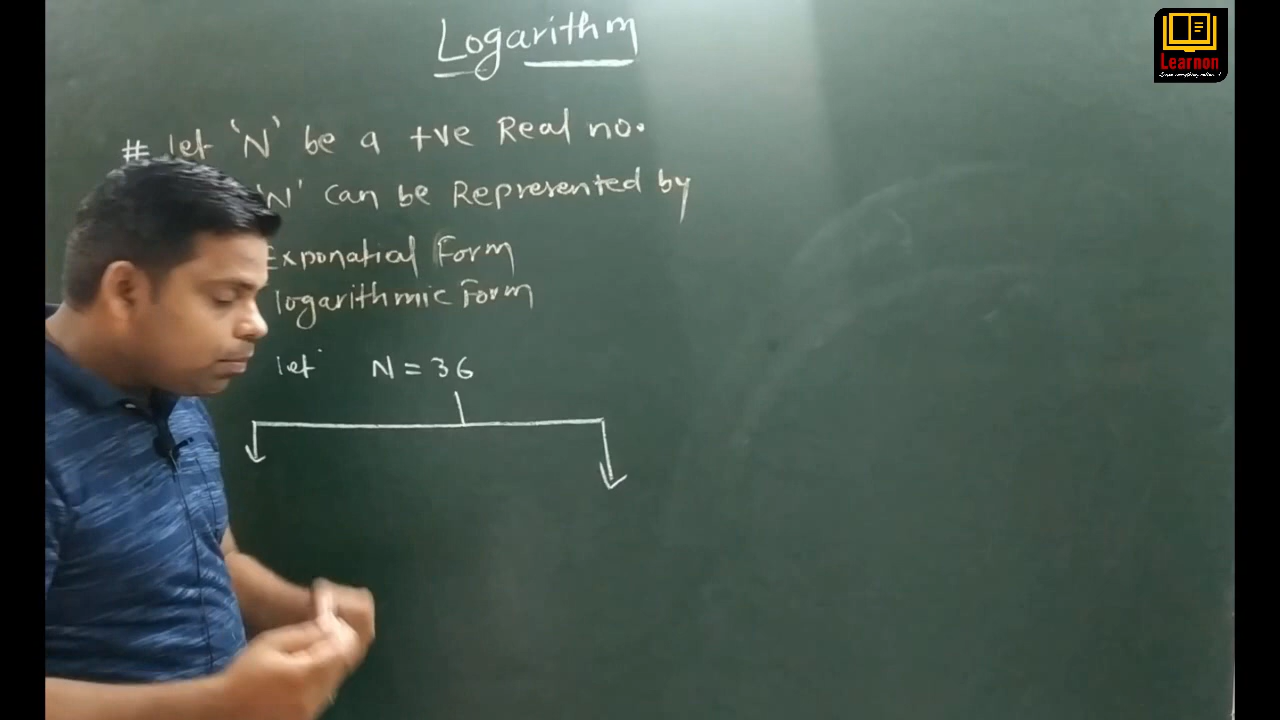 Logarithm
Learnon
# let 'N' be a +ve Real no.
'N' can be Represented by
Exponatial Form
logarithmic Form
let N = 36